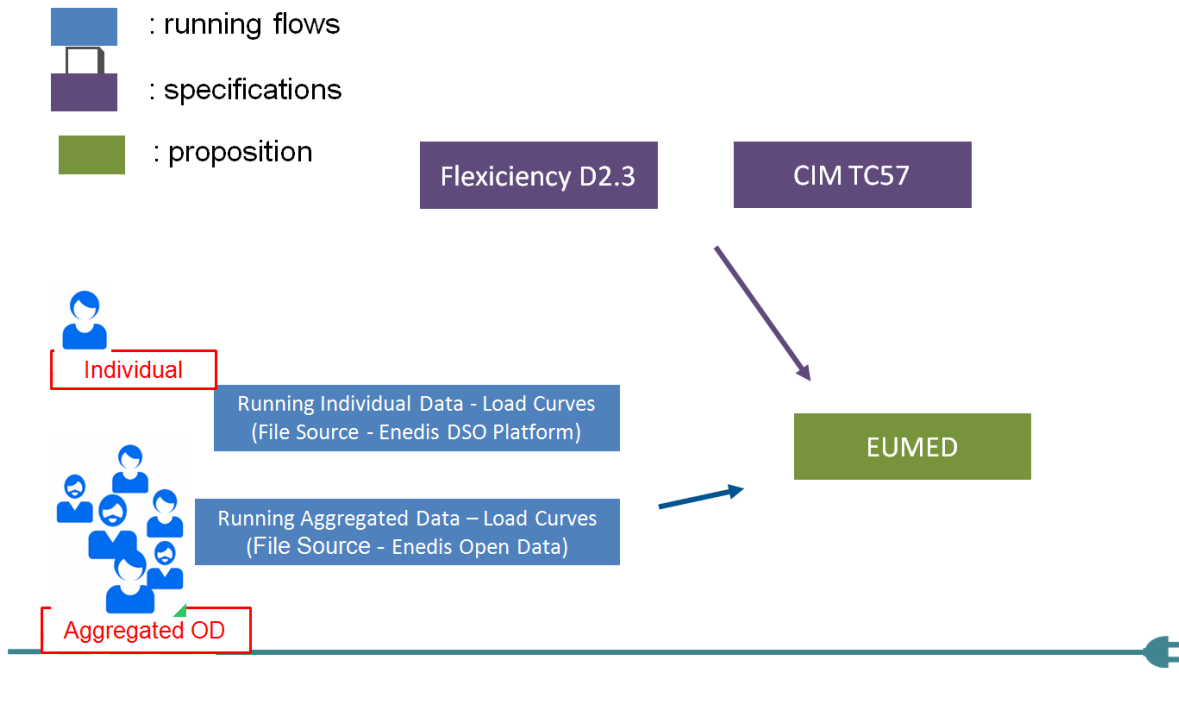 : running flows
: specifications
: proposition
Flexiciency D2.3
CIM TC57
Individual
Running Individual Data - Load Curves
(File Source - Enedis DSO Platform)
EUMED
Running Aggregated Data – Load Curves
(File Source - Enedis Open Data)
Aggregated OD